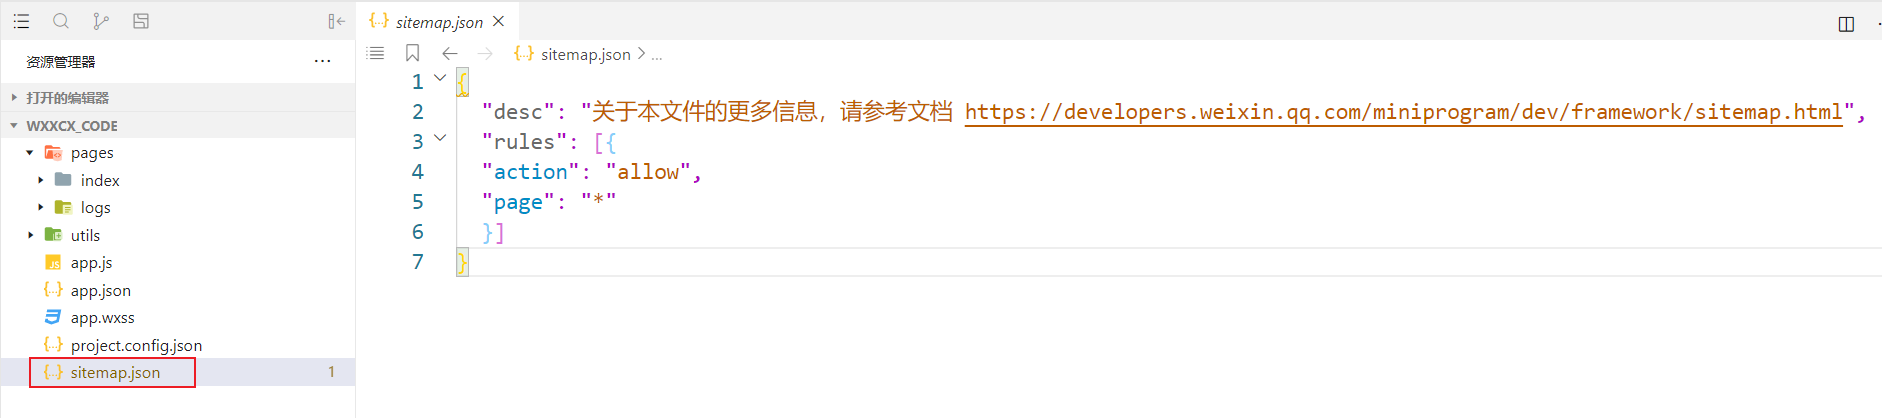 sitemap.json
资源管理器
打开的编辑器
WXXCX_CODE
pages
index
logs
utils
app.js
app.json
app.wxss
project.config.json
sitemap.json 1
sitemap.json > ...
1 {
2 "desc": "关于本文件的更多信息，请参考文档 https://developers.weixin.qq.com/miniprogram/dev/framework/sitemap.html",
3 "rules": [{
4 "action": "allow",
5 "page": "*"
6 }]
7 }